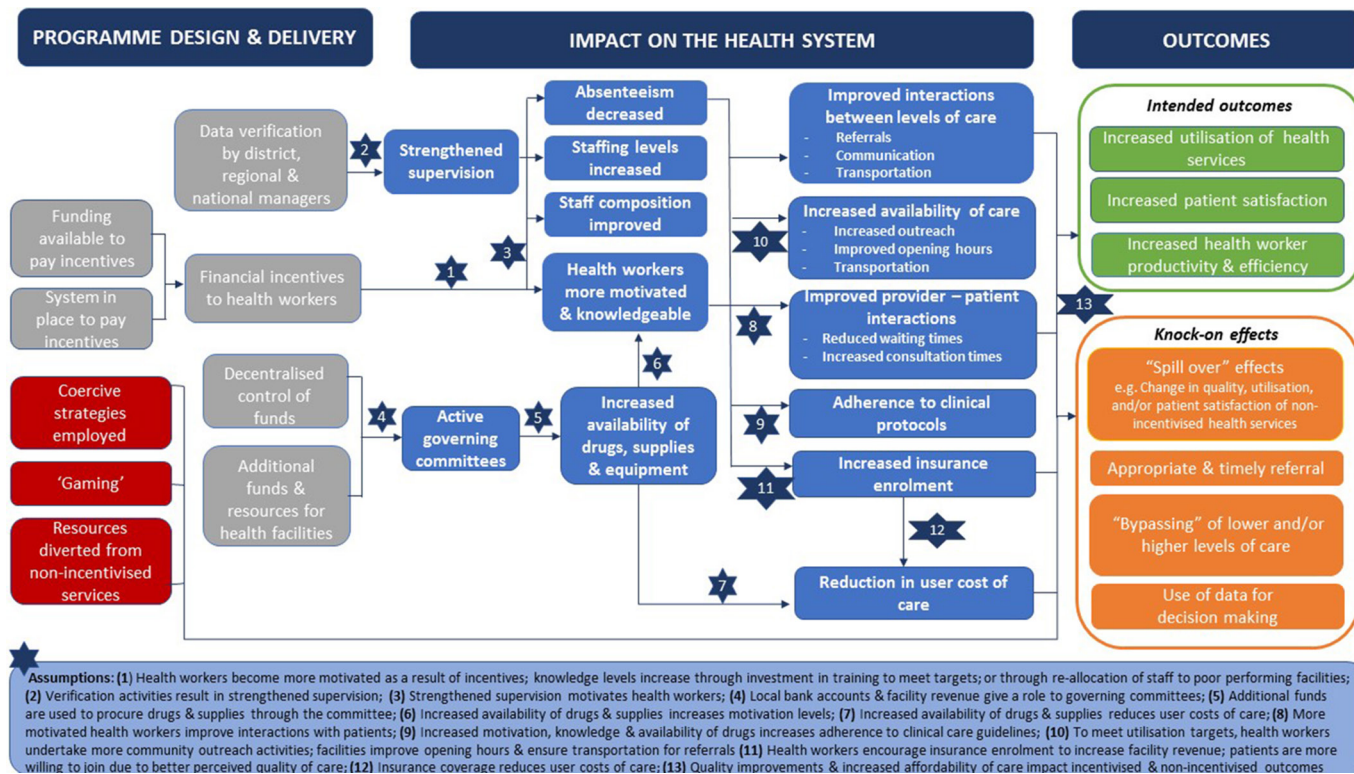 PROGRAMME DESIGN & DELIVERY
IMPACT ON THE HEALTH SYSTEM
OUTCOMES
Data verification
by district,
regional &
national managers
2
Strengthened
supervision
Funding
available to
pay incentives
System in
place to pay
incentives
Financial incentives
to health workers
1
3
Absenteeism
decreased
Staffing levels
increased
Staff composition
improved
Health workers
more motivated
& knowledgeable
6
Coercive
strategies
employed
'Gaming'
Resources
diverted from
non-incentivised
services
Decentralised
control of
funds
Additional
funds &
resources for
health facilities
4
Active
governing
committees
5
Increased
availability of
drugs, supplies
& equipment
Improved interactions
between levels of care
- Referrals
- Communication
- Transportation
10
Increased availability of care
- Increased outreach
- Improved opening hours
- Transportation
8
Improved provider – patient
interactions
- Reduced waiting times
- Increased consultation times
9
Adherence to clinical
protocols
11
Increased insurance
enrolment
12
7
Reduction in user cost of
care
13
Intended outcomes
Increased utilisation of health
services
Increased patient satisfaction
Increased health worker
productivity & efficiency
Knock-on effects
"Spill over" effects
e.g. Change in quality, utilisation,
and/or patient satisfaction of non-
incentivised health services
Appropriate & timely referral
"Bypassing" of lower and/or
higher levels of care
Use of data for
decision making
Assumptions: (1) Health workers become more motivated as a result of incentives; knowledge levels increase through investment in training to meet targets; or through re-allocation of staff to poor performing facilities;
(2) Verification activities result in strengthened supervision; (3) Strengthened supervision motivates health workers; (4) Local bank accounts & facility revenue give a role to governing committees; (5) Additional funds
are used to procure drugs & supplies through the committee; (6) Increased availability of drugs & supplies increases motivation levels; (7) Increased availability of drugs & supplies reduces user costs of care; (8) More
motivated health workers improve interactions with patients; (9) Increased motivation, knowledge & availability of drugs increases adherence to clinical care guidelines; (10) To meet utilisation targets, health workers
undertake more community outreach activities; facilities improve opening hours & ensure transportation for referrals (11) Health workers encourage insurance enrolment to increase facility revenue; patients are more
willing to join due to better perceived quality of care; (12) Insurance coverage reduces user costs of care; (13) Quality improvements & increased affordability of care impact incentivised & non-incentivised outcomes